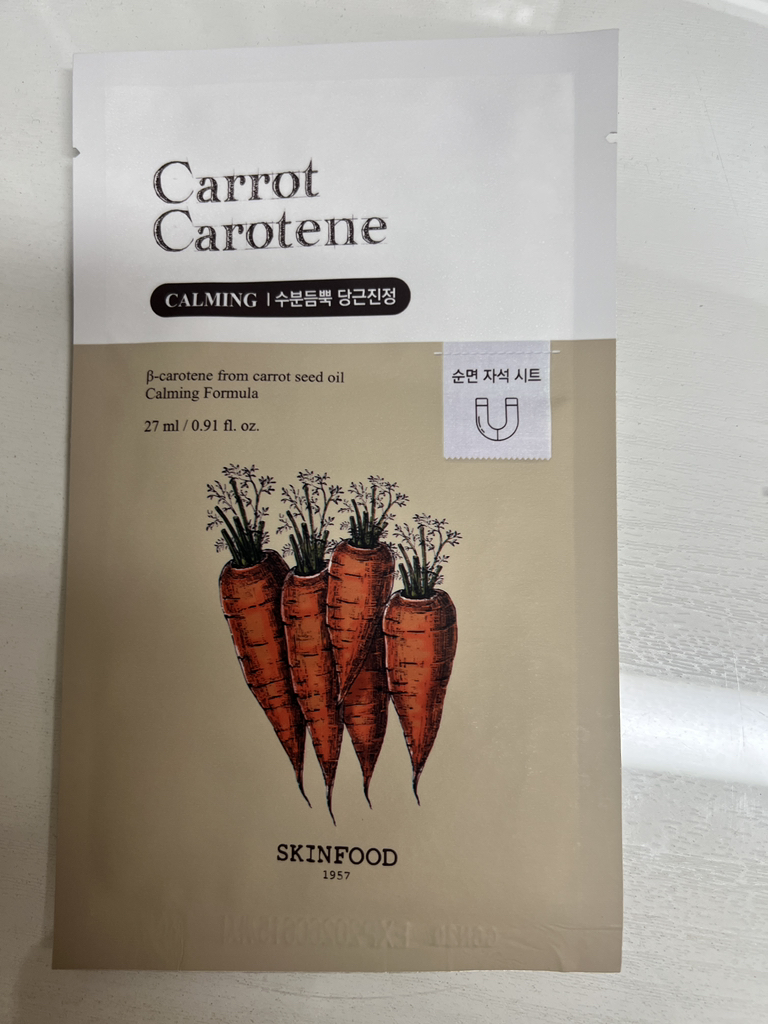 Carrot
Carotene
CALMING | 수분듬뿍 당근진정
β-carotene from carrot seed oil
Calming Formula
27 ml / 0.91 fl. oz.
순면 자석 시트
SKINFOOD
1957